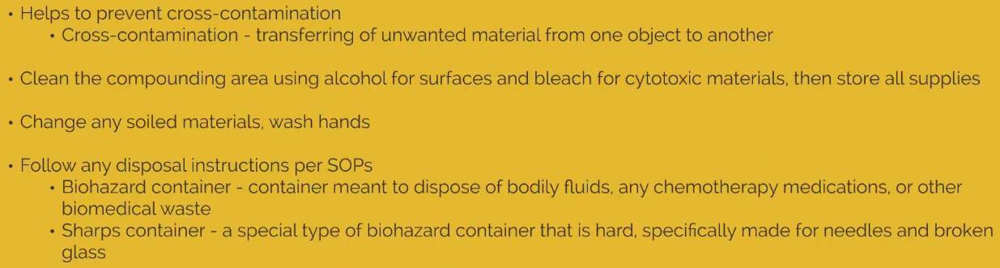 • Helps to prevent cross-contamination
• Cross-contamination - transferring of unwanted material from one object to another
• Clean the compounding area using alcohol for surfaces and bleach for cytotoxic materials, then store all supplies
• Change any soiled materials, wash hands
• Follow any disposal instructions per SOPs
• Biohazard container - container meant to dispose of bodily fluids, any chemotherapy medications, or other
biomedical waste
• Sharps container - a special type of biohazard container that is hard, specifically made for needles and broken
glass